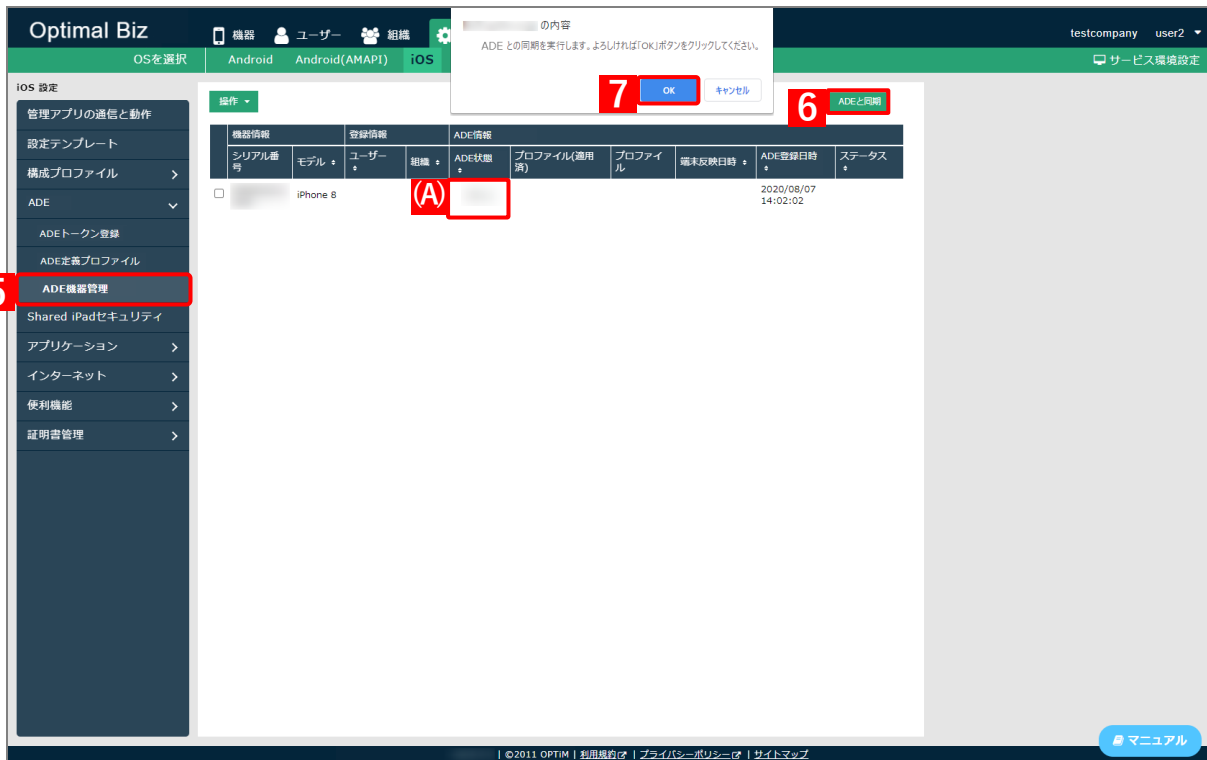 Optimal Biz
機器
ユーザー
組織
testcompany user2
OSを選択
Android
Android(AMAPI)
iOS
サービス環境設定
の内容
ADE との同期を実行します。よろしければ「OK」ボタンをクリックしてください。
7
OK
キャンセル
iOS 設定
管理アプリの通信と動作
設定テンプレート
構成プロファイル
ADE
ADEトークン登録
ADE定義プロファイル
5
ADE機器管理
Shared iPadセキュリティ
アプリケーション
インターネット
便利機能
証明書管理
操作
6
ADEと同期
機器情報 登録情報 ADE情報
シリアル番号 モデル ユーザー 組織 ADE状態 プロファイル(適用済) プロファイル 端末反映日時 ADE登録日時 ステータス
iPhone 8
(A)
2020/08/07
14:02:02
マニュアル
| ©2011 OPTiM | 利用規約 | プライバシーポリシー | サイトマップ